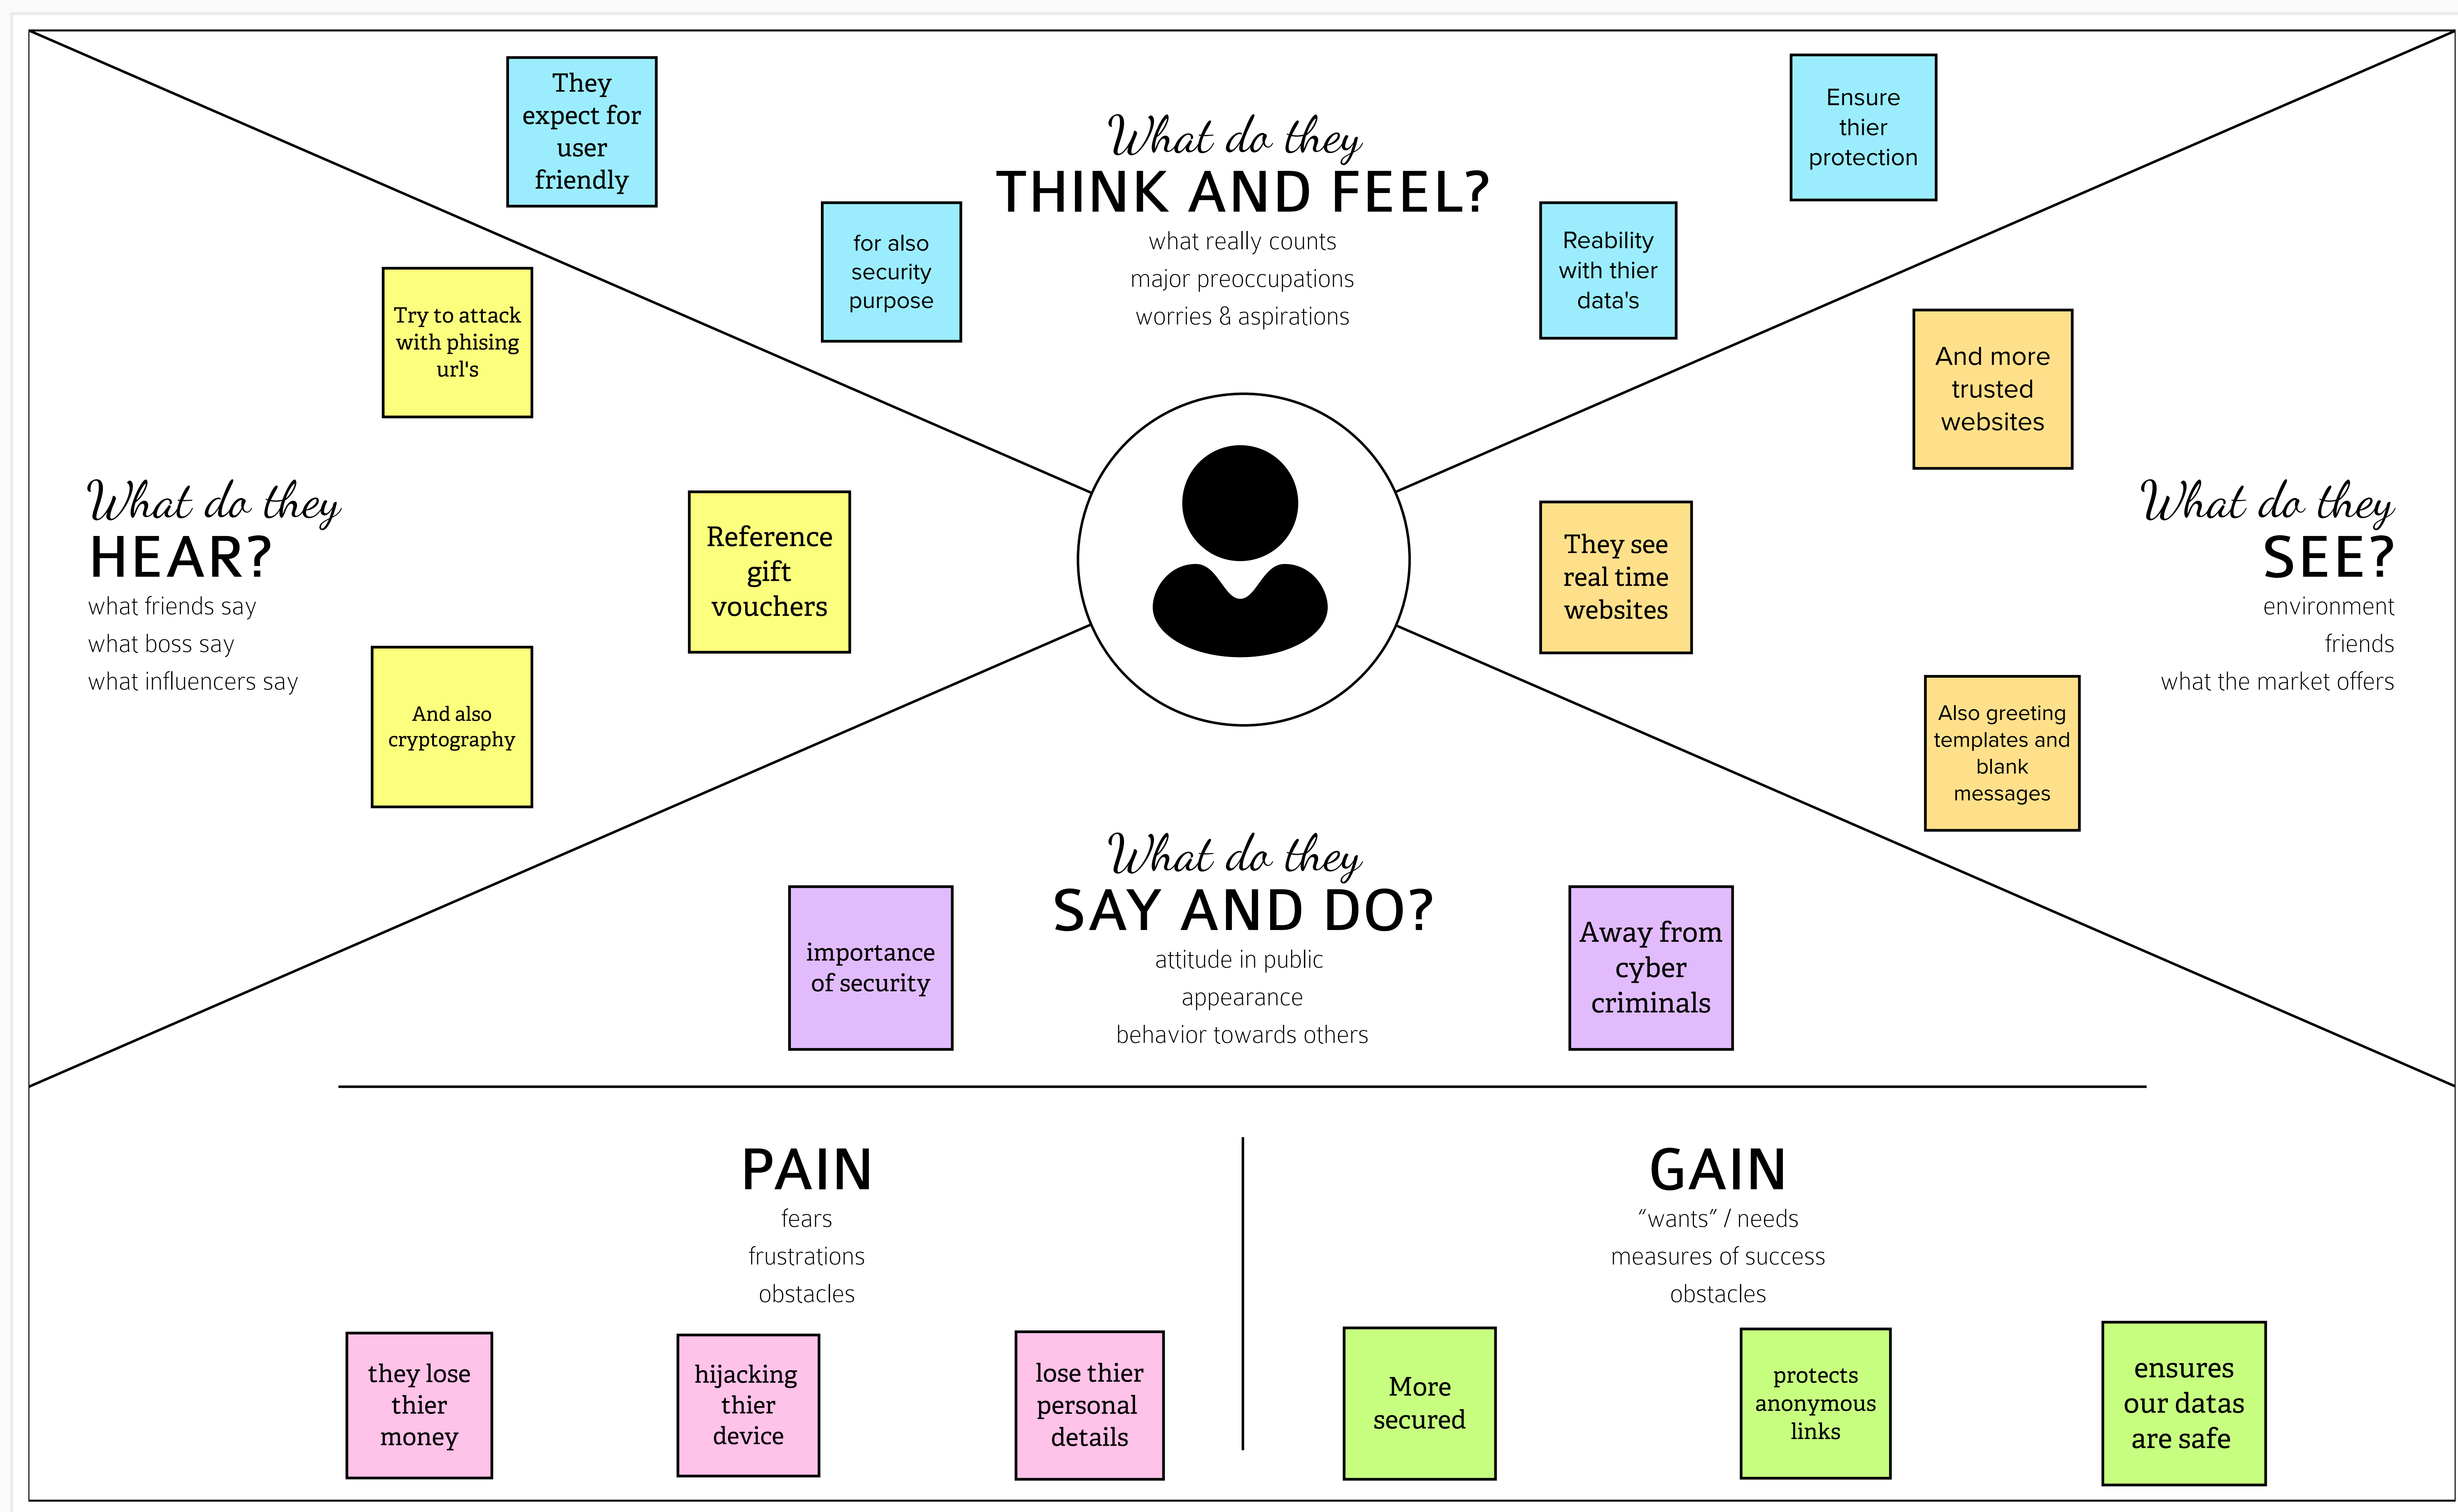 They
expect for
user
friendly
for also
security
purpose
What do they
THINK AND FEEL?
what really counts
major preoccupations
worries & aspirations
Reability
with thier
data's
Ensure
thier
protection
Try to attack
with phising
url's
What do they
HEAR?
what friends say
what boss say
what influencers say
Reference
gift
vouchers
And also
cryptography
They see
real time
websites
And more
trusted
websites
What do they
SEE?
environment
friends
what the market offers
Also greeting
templates and
blank
messages
importance
of security
What do they
SAY AND DO?
attitude in public
appearance
behavior towards others
Away from
cyber
criminals
PAIN
fears
frustrations
obstacles
they lose
thier
money
hijacking
thier
device
lose thier
personal
details
GAIN
“wants” / needs
measures of success
obstacles
More
secured
protects
anonymous
links
ensures
our datas
are safe